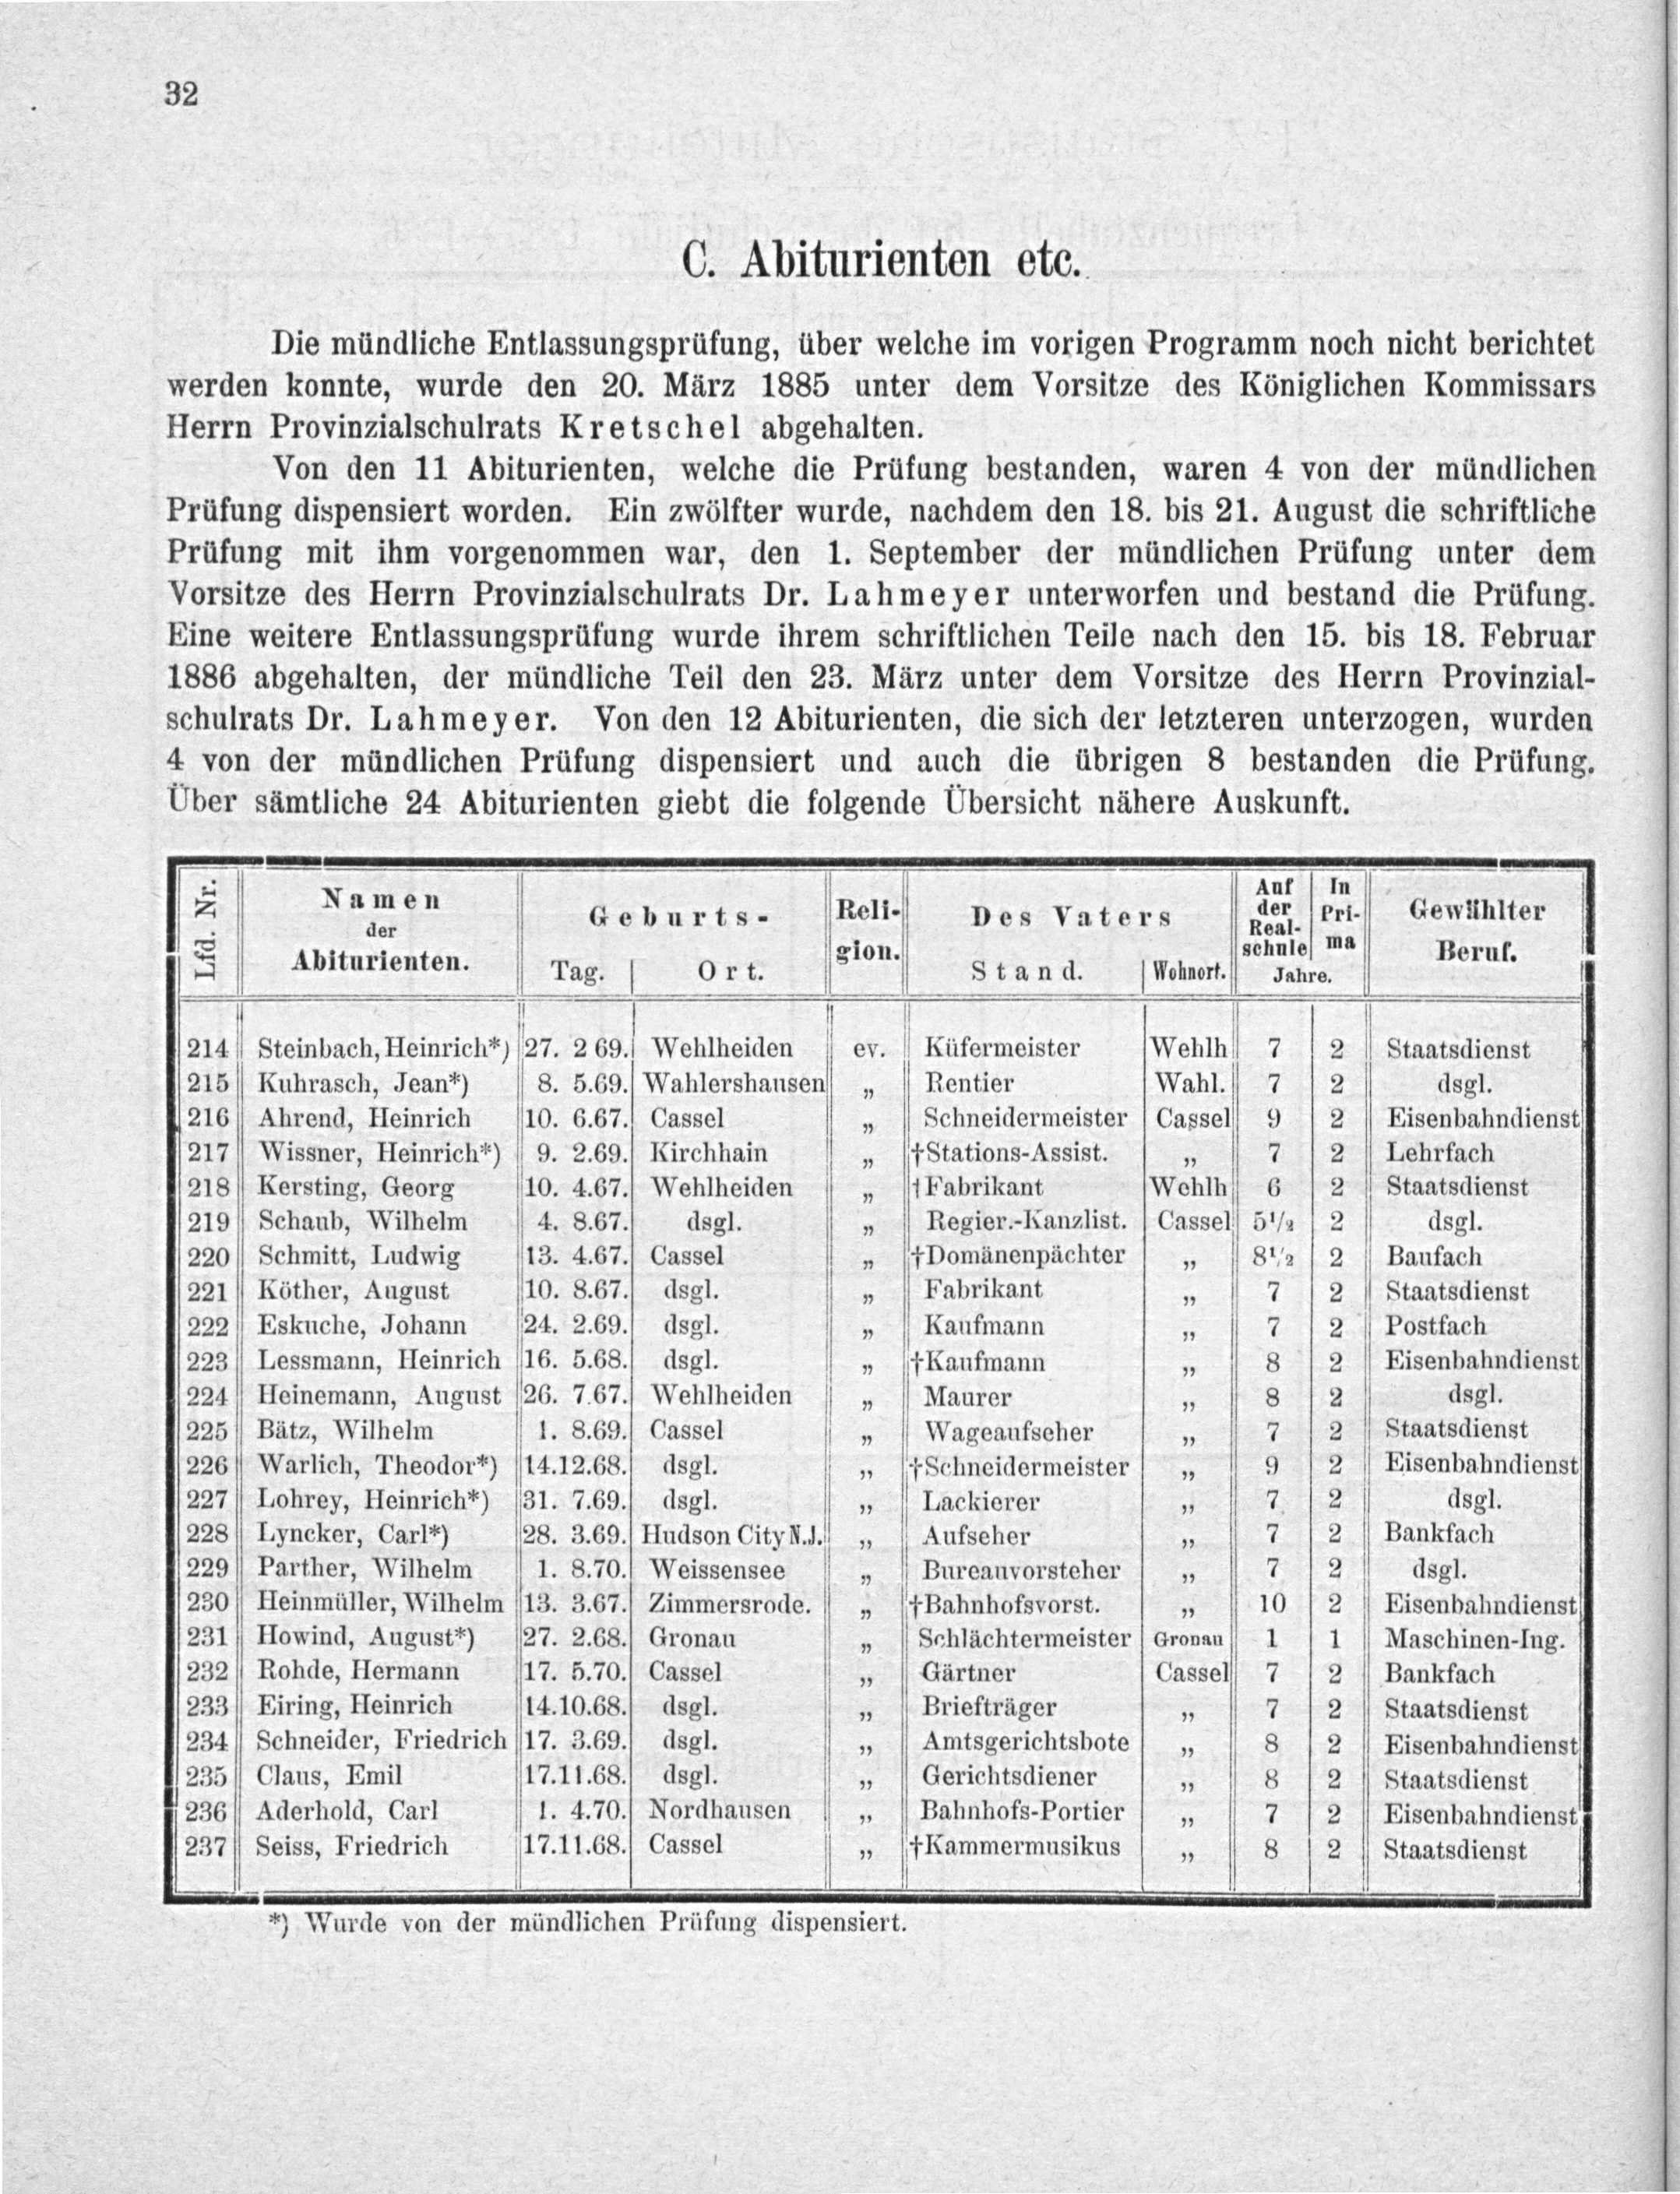 32
C. Abiturienten etc.
Die mündliche Entlassungsprüfung, über welche im vorigen Programm noch nicht berichtet
werden konnte, wurde den 20. März 1885 unter dem Vorsitze des Königlichen Kommissars
Herrn Provinzialschulrats Kretschel abgehalten.
Von den 11 Abiturienten, welche die Prüfung bestanden, waren 4 von der mündlichen
Prüfung dispensiert worden. Ein zwölfter wurde, nachdem den 18. bis 21. August die schriftliche
Prüfung mit ihm vorgenommen war, den 1. September der mündlichen Prüfung unter dem
Vorsitze des Herrn Provinzialschulrats Dr. Lahmeyer unterworfen und bestand die Prüfung.
Eine weitere Entlassungsprüfung wurde ihrem schriftlichen Teile nach den 15. bis 18. Februar
1886 abgehalten, der mündliche Teil den 23. März unter dem Vorsitze des Herrn Provinzial-
schulrats Dr. Lahmeyer. Von den 12 Abiturienten, die sich der letzteren unterzogen, wurden
4 von der mündlichen Prüfung dispensiert und auch die übrigen 8 bestanden die Prüfung.
Über sämtliche 24 Abiturienten giebt die folgende Übersicht nähere Auskunft.
Lfd. Nr.
Namen
der
Abiturienten.
Geburts-
Tag. Ort.
Reli-
gion.
Des Vaters
Stand. Wohnort.
Auf
der
Real-
schule
In
Pri-
ma
Jahre.
Gewählter
Beruf.
214 Steinbach, Heinrich*) 27. 2 69. Wehlheiden ev. Küfermeister Wehlh 7 2 Staatsdienst
215 Kuhrasch, Jean*) 8. 5.69. Wahlershausen „ Rentier Wahl. 7 2 dsgl.
216 Ahrend, Heinrich 10. 6.67. Cassel „ Schneidermeister Cassel 9 2 Eisenbahndienst
217 Wissner, Heinrich*) 9. 2.69. Kirchhain „ †Stations-Assist. „ 7 2 Lehrfach
218 Kersting, Georg 10. 4.67. Wehlheiden „ †Fabrikant Wehlh 6 2 Staatsdienst
219 Schaub, Wilhelm 4. 8.67. dsgl. „ Regier.-Kanzlist. Cassel 5½ 2 dsgl.
220 Schmitt, Ludwig 13. 4.67. Cassel „ †Domänenpächter „ 8½ 2 Baufach
221 Köther, August 10. 8.67. dsgl. „ Fabrikant „ 7 2 Staatsdienst
222 Eskuche, Johann 24. 2.69. dsgl. „ Kaufmann „ 7 2 Postfach
223 Lessmann, Heinrich 16. 5.68. dsgl. „ †Kaufmann „ 8 2 Eisenbahndienst
224 Heinemann, August 26. 7.67. Wehlheiden „ Maurer „ 8 2 dsgl.
225 Bätz, Wilhelm 1. 8.69. Cassel „ Wageaufseher „ 7 2 Staatsdienst
226 Warlich, Theodor*) 14.12.68. dsgl. „ †Schneidermeister „ 9 2 Eisenbahndienst
227 Lohrey, Heinrich*) 31. 7.69. dsgl. „ Lackierer „ 7 2 dsgl.
228 Lyncker, Carl*) 28. 3.69. Hudson City N.J. „ Aufseher „ 7 2 Bankfach
229 Parther, Wilhelm 1. 8.70. Weissensee „ Bureauvorsteher „ 7 2 dsgl.
230 Heinmüller, Wilhelm 13. 3.67. Zimmersrode. „ †Bahnhofsvorst. „ 10 2 Eisenbahndienst
231 Howind, August*) 27. 2.68. Gronau „ Schlächtermeister Gronau 1 1 Maschinen-Ing.
232 Rohde, Hermann 17. 5.70. Cassel „ Gärtner Cassel 7 2 Bankfach
233 Eiring, Heinrich 14.10.68. dsgl. „ Briefträger „ 7 2 Staatsdienst
234 Schneider, Friedrich 17. 3.69. dsgl. „ Amtsgerichtsbote „ 8 2 Eisenbahndienst
235 Claus, Emil 17.11.68. dsgl. „ Gerichtsdiener „ 8 2 Staatsdienst
236 Aderhold, Carl 1. 4.70. Nordhausen „ Bahnhofs-Portier „ 7 2 Eisenbahndienst
237 Seiss, Friedrich 17.11.68. Cassel „ †Kammermusikus „ 8 2 Staatsdienst
*) Wurde von der mündlichen Prüfung dispensiert.